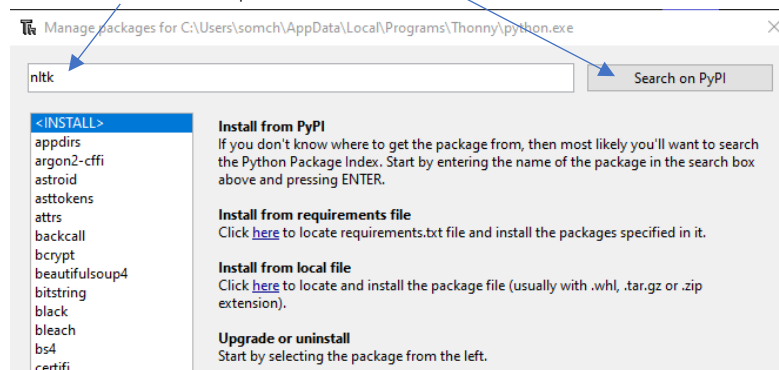 Manage packages for C:\Users\somch\AppData\Local\Programs\Thonny\python.exe
nltk
Search on PyPI
<INSTALL>
appdirs
argon2-cffi
astroid
asttokens
attrs
backcall
bcrypt
beautifulsoup4
bitstring
black
bleach
bs4
certifi
Install from PyPI
If you don't know where to get the package from, then most likely you'll want to search
the Python Package Index. Start by entering the name of the package in the search box
above and pressing ENTER.
Install from requirements file
Click here to locate requirements.txt file and install the packages specified in it.
Install from local file
Click here to locate and install the package file (usually with .whl, .tar.gz or .zip
extension).
Upgrade or uninstall
Start by selecting the package from the left.